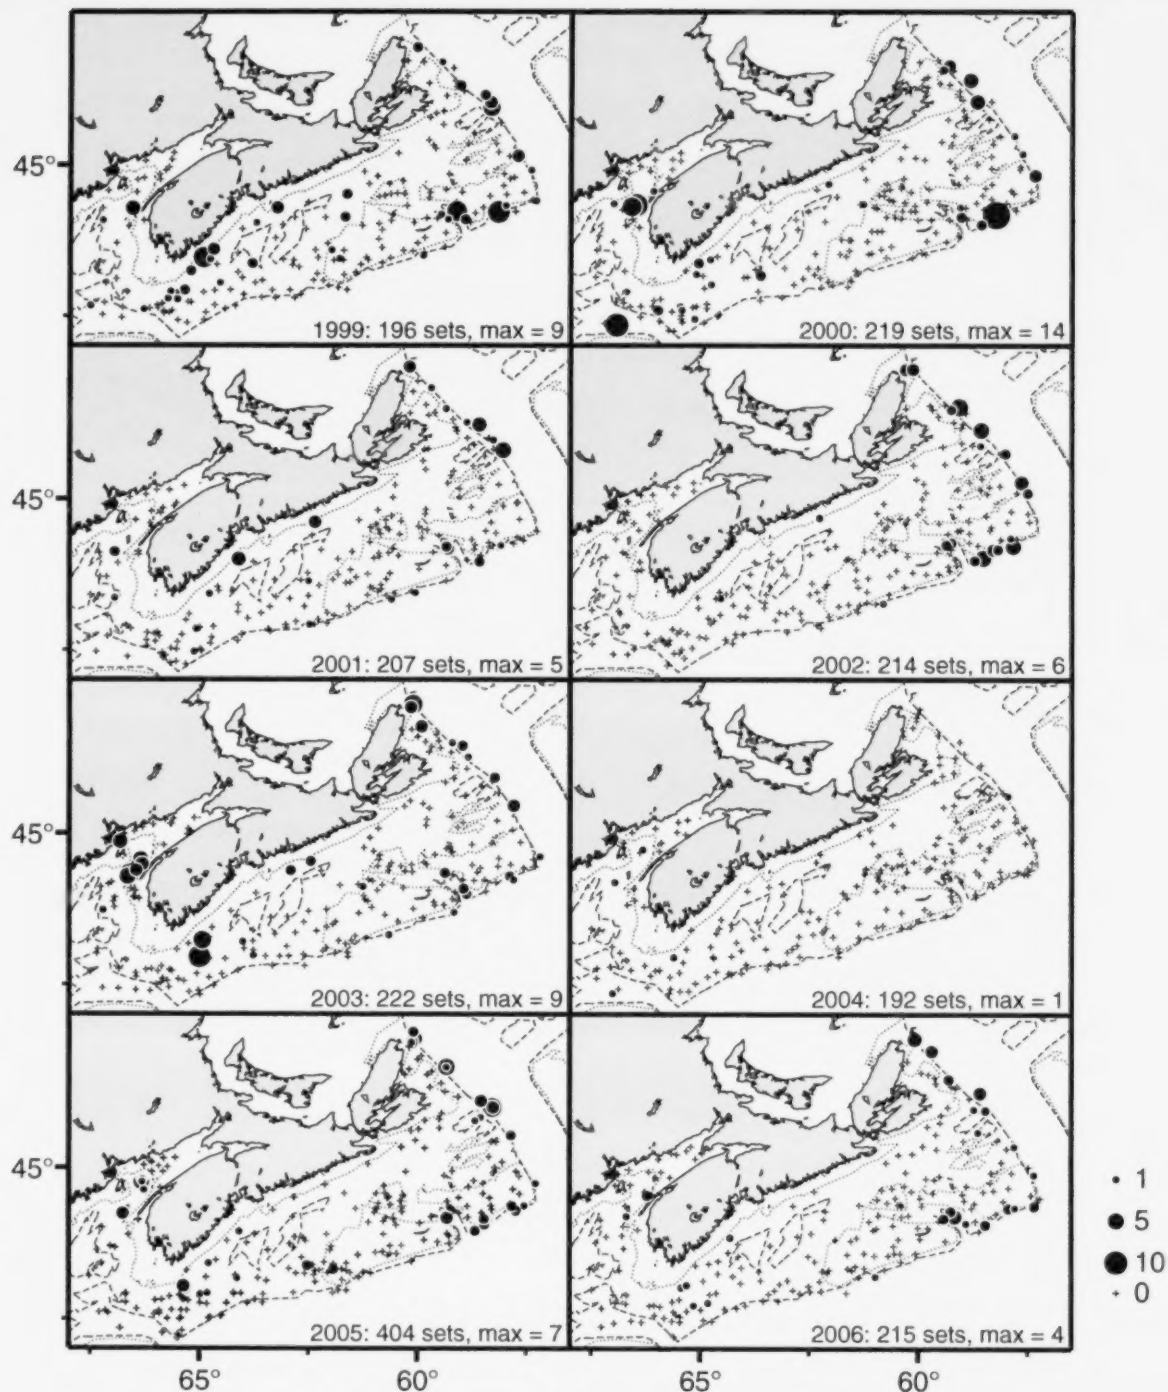 1999: 196 sets, max = 9
2000: 219 sets, max = 14
45°
2001: 207 sets, max = 5
2002: 214 sets, max = 6
45°
2003: 222 sets, max = 9
2004: 192 sets, max = 1
45°
2005: 404 sets, max = 7
2006: 215 sets, max = 4
45°
65°
60°
65°
60°
1
5
10
0